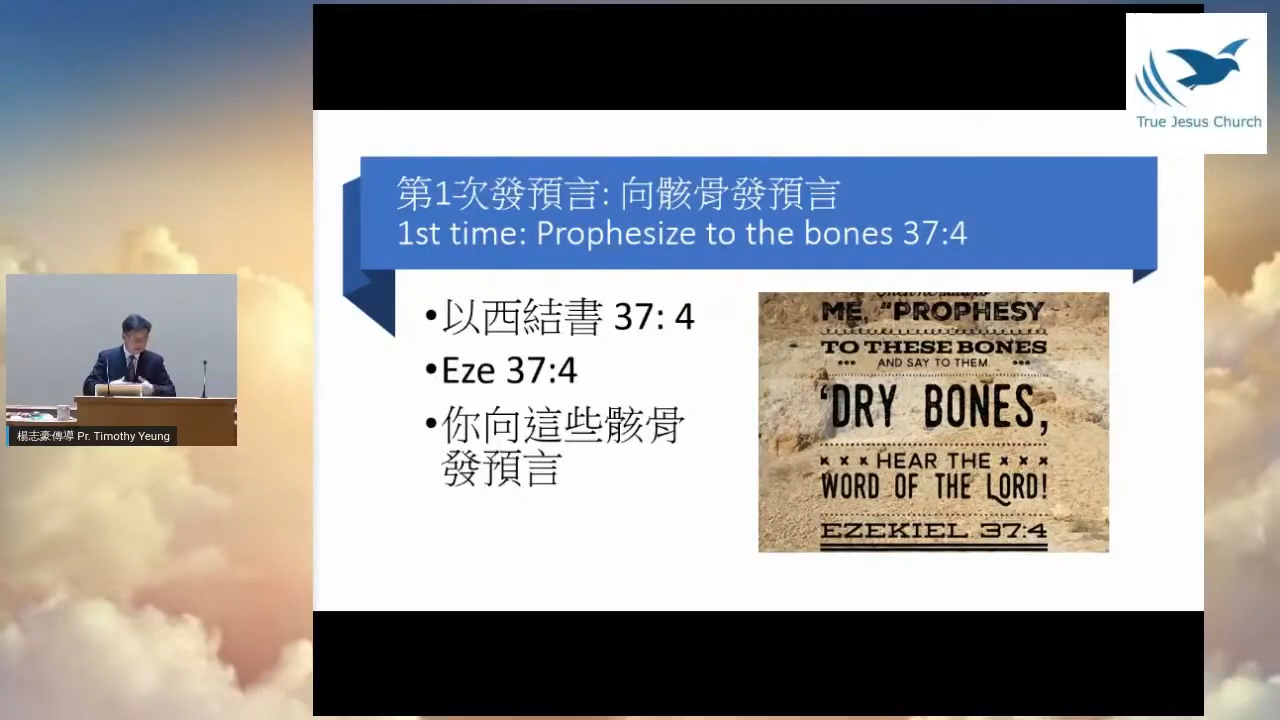 True Jesus Church
第1次發預言: 向骸骨發預言
1st time: Prophesize to the bones 37:4
•以西結書 37: 4
•Eze 37:4
•你向這些骸骨
發預言
ME, "PROPHESY
TO THESE BONES
AND SAY TO THEM
'DRY BONES,
HEAR THE
WORD OF THE LORD!
EZEKIEL 37:4
楊志豪傳導 Pr. Timothy Yeung